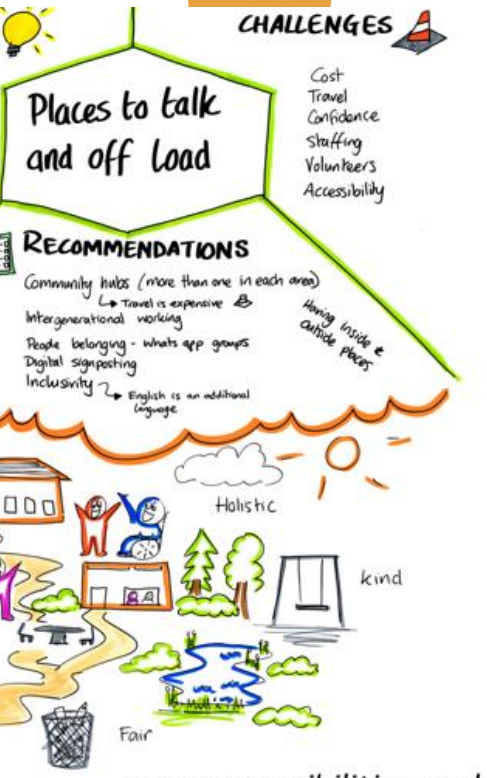 CHALLENGES
Cost
Travel
Confidence
Staffing
Volunteers
Accessibility
Places to talk
and off load
RECOMMENDATIONS
Community hubs (more than one in each area)
↳ Travel is expensive
Intergenerational working
People belonging - whats app groups
Digital signposting
Inclusivity
↳ English is an additional
language
Having inside &
outside places
Holistic
kind
Fair